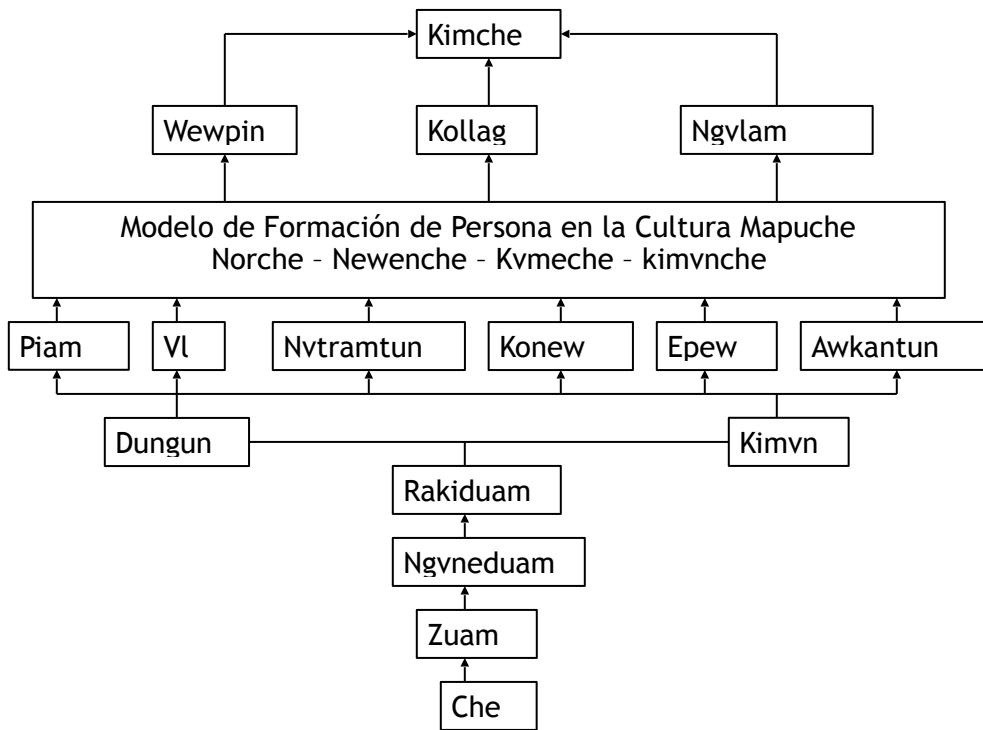 Kimche
Wewpin
Kollag
Ngvlam
Modelo de Formación de Persona en la Cultura Mapuche
Norche – Newenche – Kvmeche – kimvnche
Piam
Vl
Nvtramtun
Konew
Epew
Awkantun
Dungun
Kimvn
Rakiduam
Ngvneduam
Zuam
Che